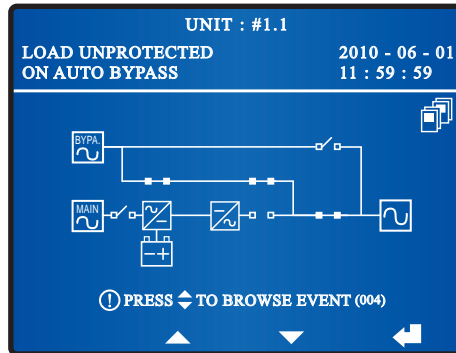 UNIT : #1.1
LOAD UNPROTECTED 2010 - 06 - 01
ON AUTO BYPASS 11 : 59 : 59
BYPA.
MAIN
PRESS TO BROWSE EVENT (004)